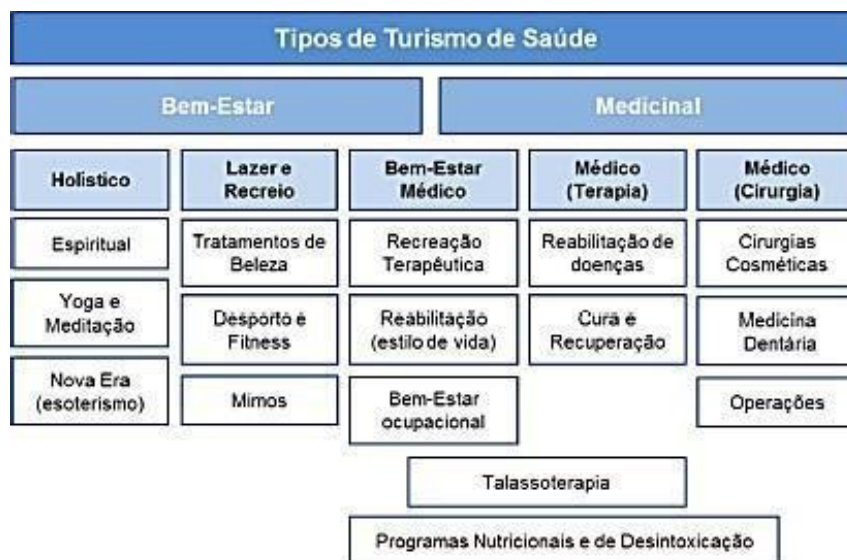 Tipos de Turismo de Saúde
Bem-Estar
Medicinal
Holístico
Lazer e
Recreio
Bem-Estar
Médico
Médico
(Terapia)
Médico
(Cirurgia)
Espiritual
Tratamentos de
Beleza
Recreação
Terapêutica
Reabilitação de
doenças
Cirurgias
Cosméticas
Yoga e
Meditação
Desporto e
Fitness
Reabilitação
(estilo de vida)
Cura e
Recuperação
Medicina
Dentária
Nova Era
(esoterismo)
Mimos
Bem-Estar
ocupacional
Operações
Talassoterapia
Programas Nutricionais e de Desintoxicação